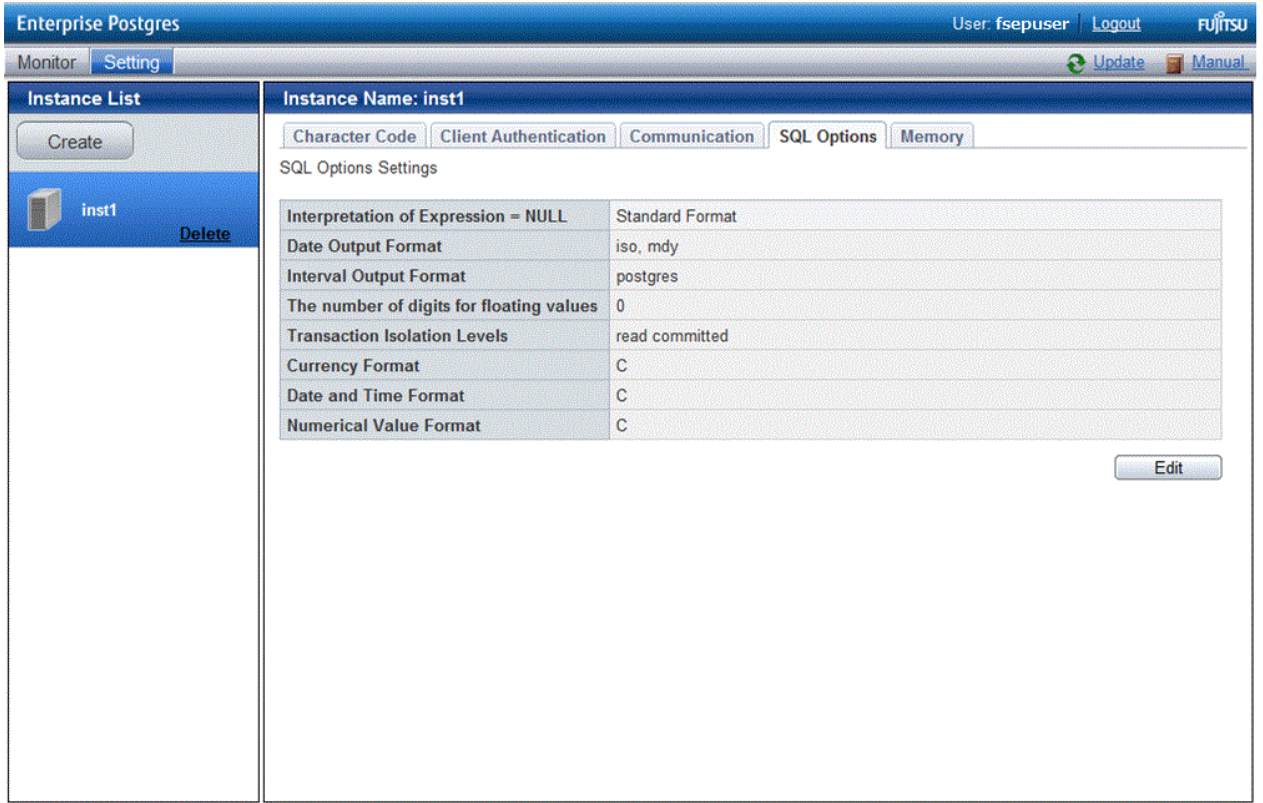 Enterprise Postgres User: fsepuser Logout FUJITSU
Monitor Setting Update Manual
Instance List
Create
inst1
Delete
Instance Name: inst1
Character Code Client Authentication Communication SQL Options Memory
SQL Options Settings
Interpretation of Expression = NULL Standard Format
Date Output Format iso, mdy
Interval Output Format postgres
The number of digits for floating values 0
Transaction Isolation Levels read committed
Currency Format C
Date and Time Format C
Numerical Value Format C
Edit